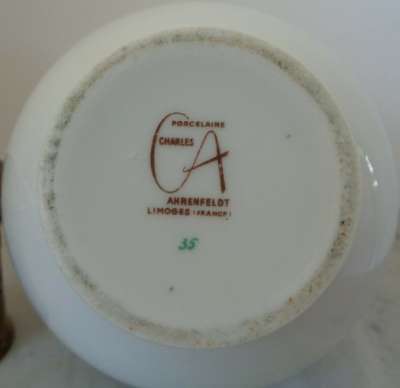 PORCELAINE
CHARLES
CA
AHRENFELDT
LIMOGES (FRANCE)
35